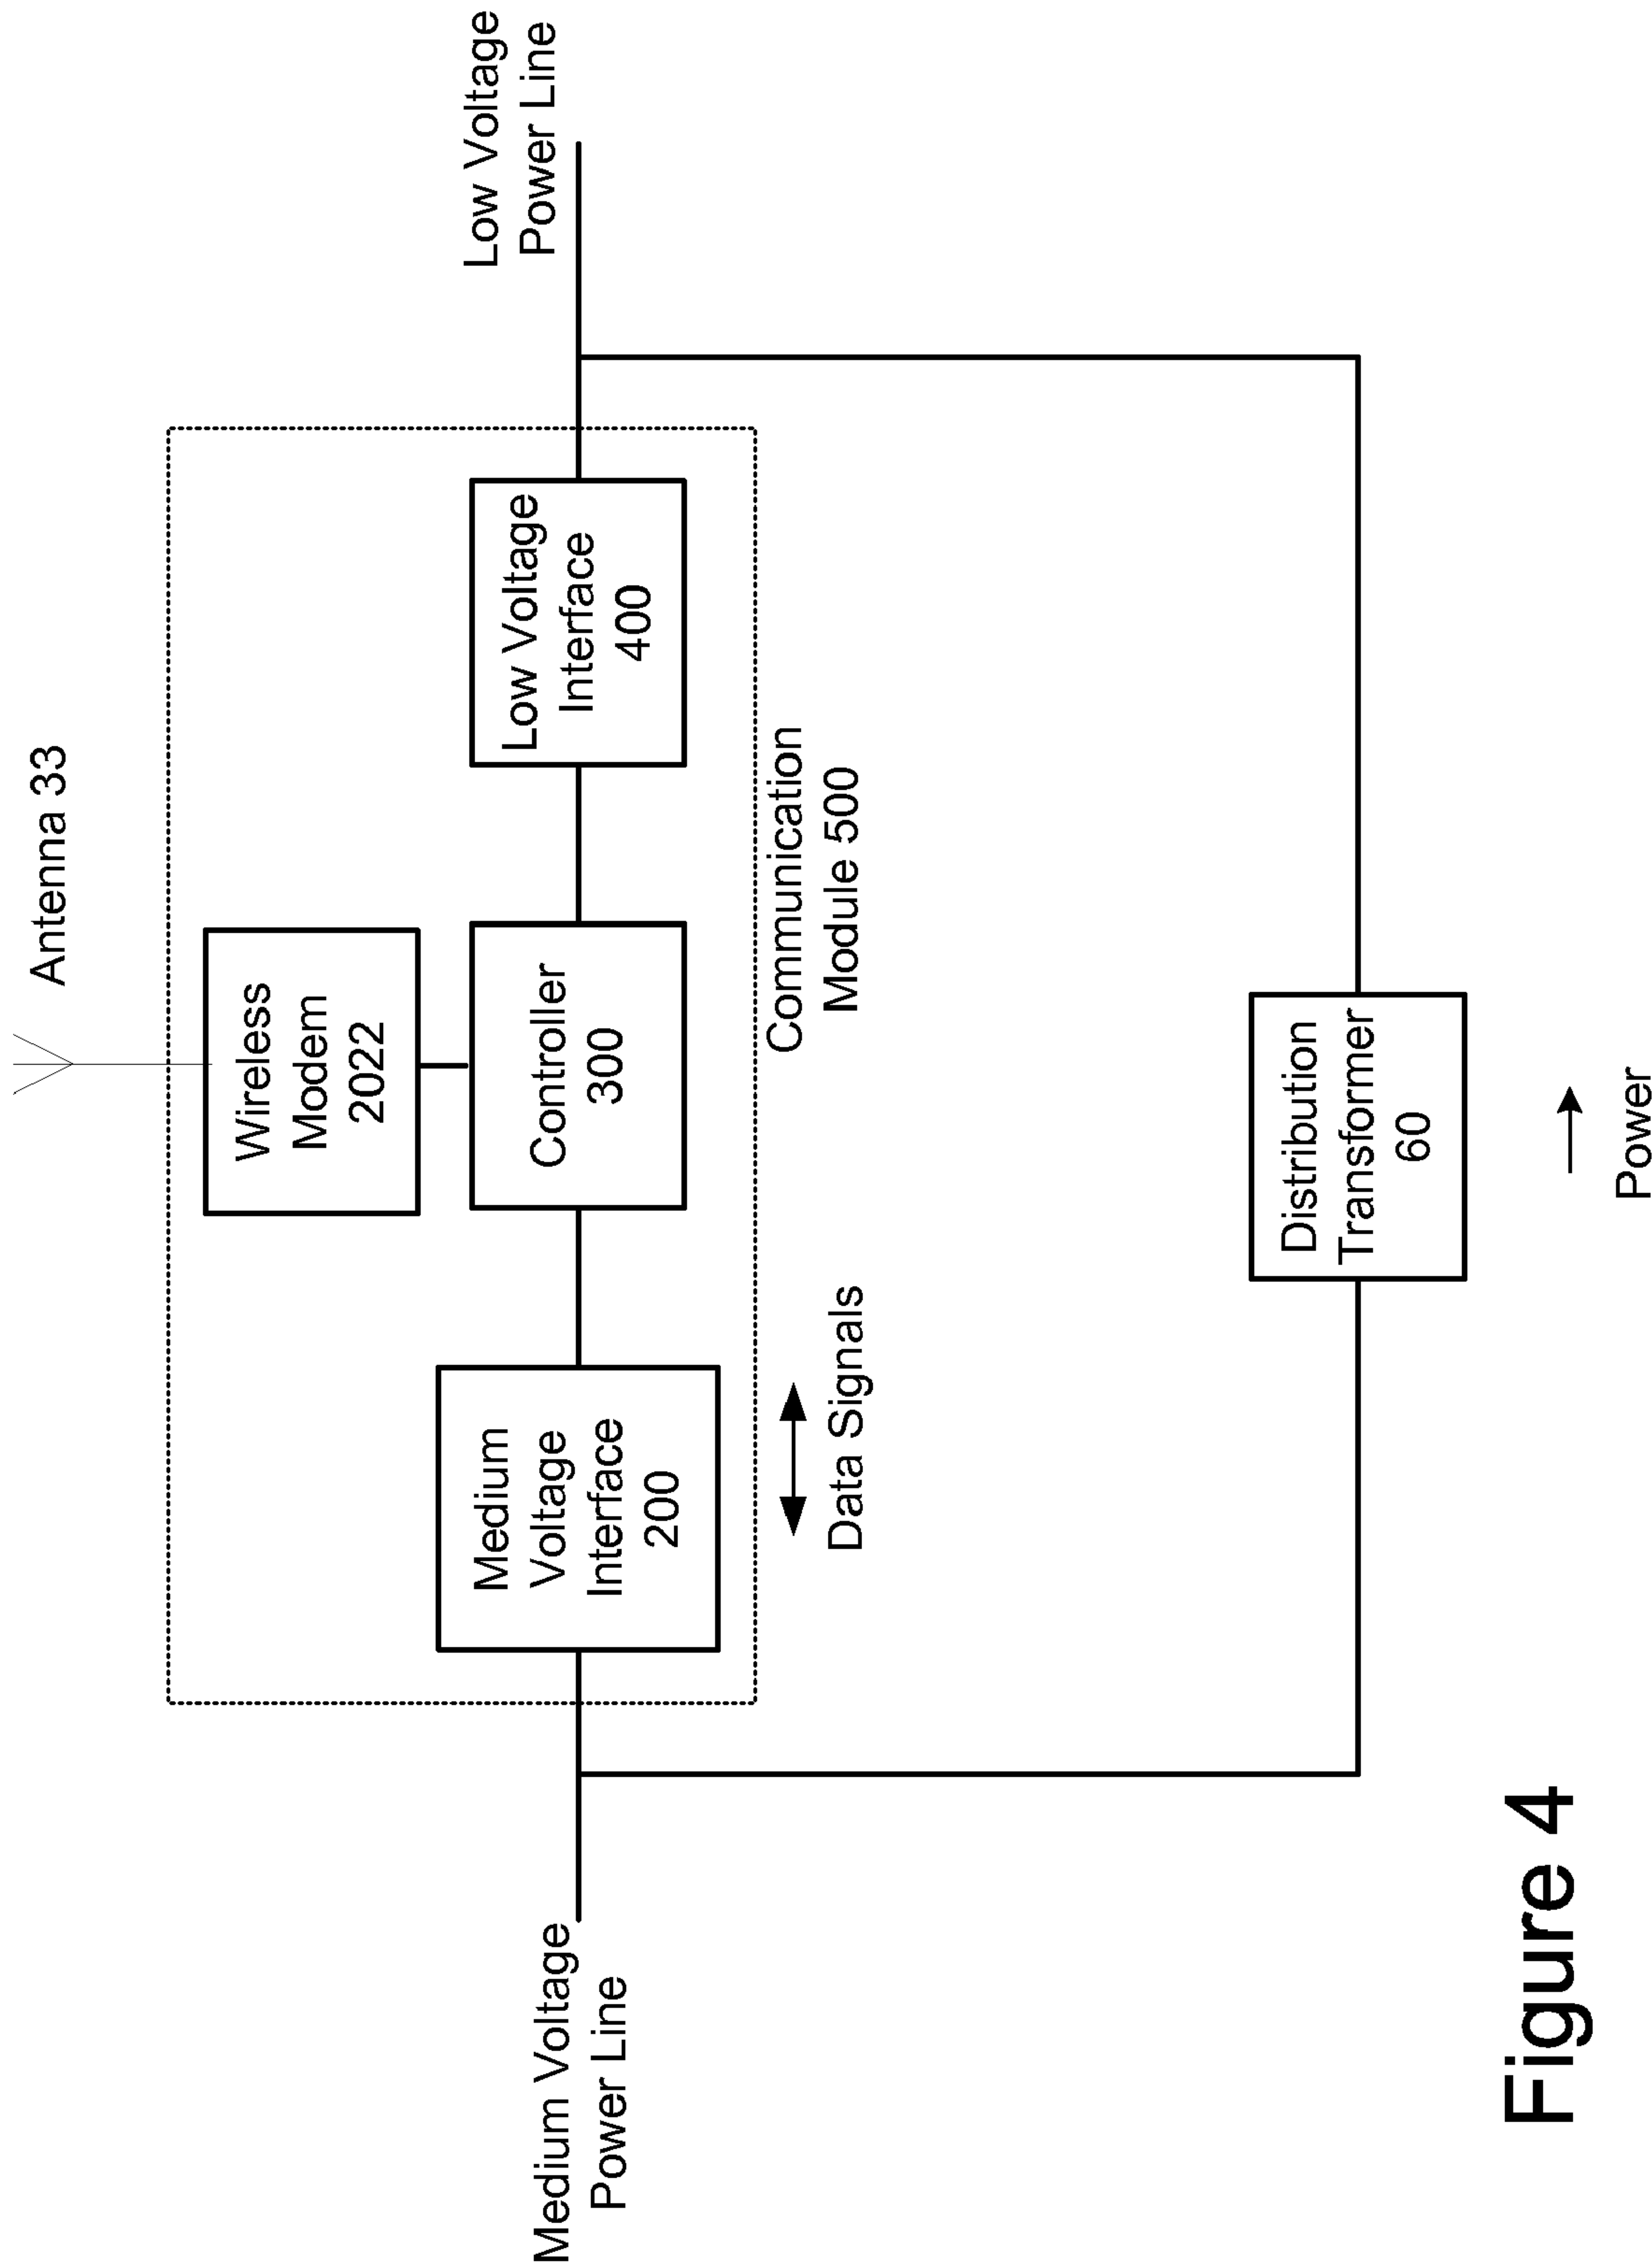 Antenna 33
Wireless
Modem
2022
Medium Voltage
Power Line
Medium
Voltage
Interface
200
Controller
300
Low Voltage
Interface
400
Low Voltage
Power Line
Data Signals
Communication
Module 500
Distribution
Transformer
60
Power
Figure 4